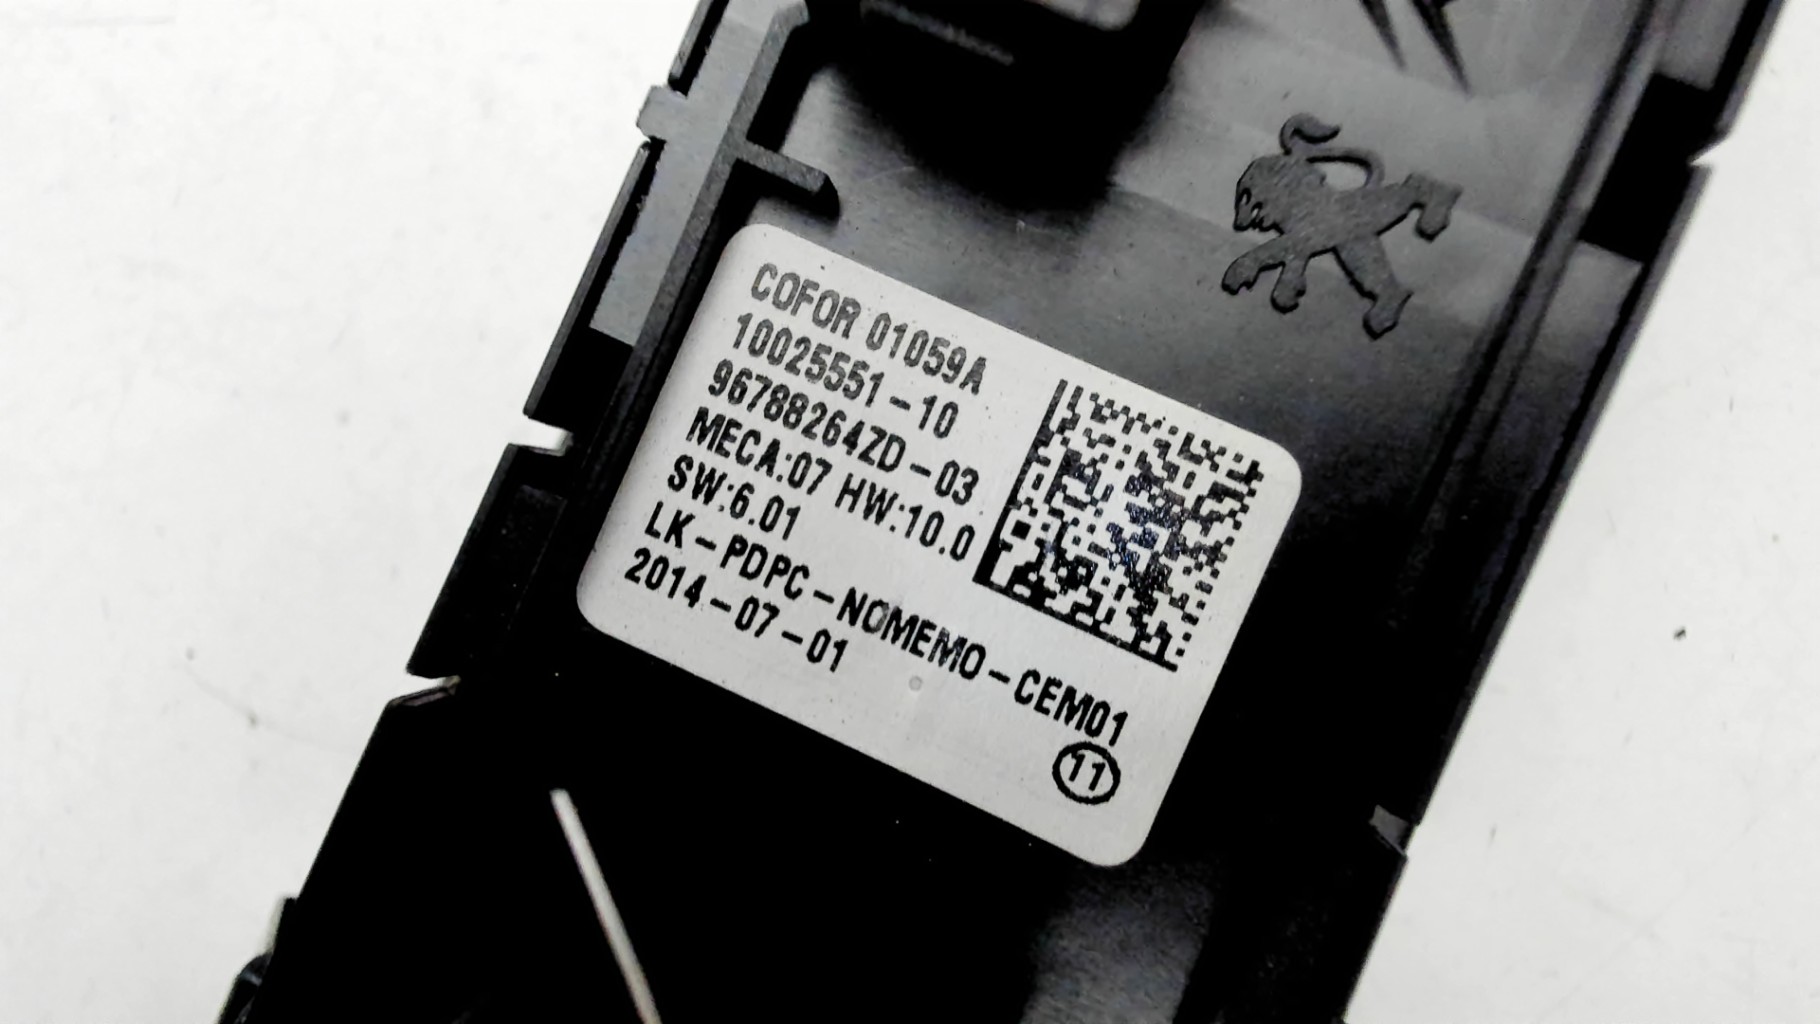 COFOR 01059A
10025551-10
96788264ZD-03
MECA:07 HW:10.0
SW:6.01
LK-PDPC-NOMEMO-CEM01
2014-07-01
11